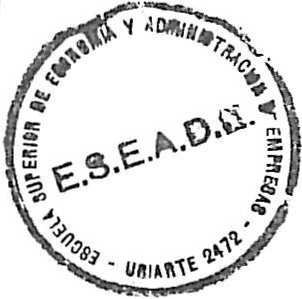 ESCUELA SUPERIOR DE ECONOMIA Y ADMINISTRACION DE EMPRESAS
E.S.E.A.D.E.
- URIARTE 2472 -